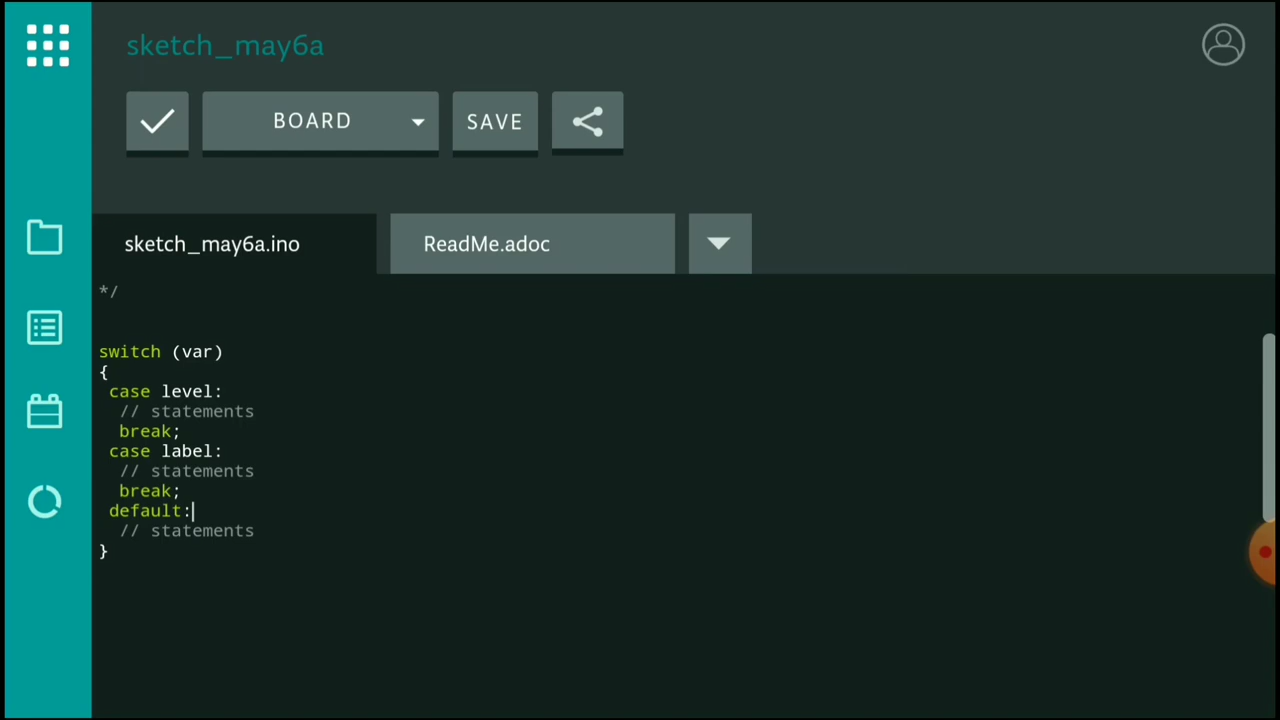 sketch_may6a
BOARD
SAVE
sketch_may6a.ino
ReadMe.adoc
*/
switch (var)
{
case level:
// statements
break;
case label:
// statements
break;
default:
// statements
}